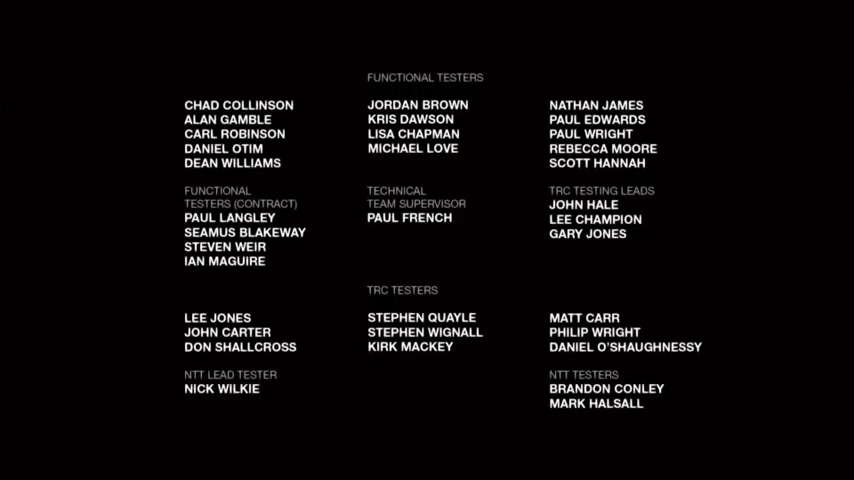 FUNCTIONAL TESTERS
CHAD COLLINSON
ALAN GAMBLE
CARL ROBINSON
DANIEL OTIM
DEAN WILLIAMS
JORDAN BROWN
KRIS DAWSON
LISA CHAPMAN
MICHAEL LOVE
NATHAN JAMES
PAUL EDWARDS
PAUL WRIGHT
REBECCA MOORE
SCOTT HANNAH
FUNCTIONAL
TESTERS (CONTRACT)
PAUL LANGLEY
SEAMUS BLAKEWAY
STEVEN WEIR
IAN MAGUIRE
TECHNICAL
TEAM SUPERVISOR
PAUL FRENCH
TRC TESTING LEADS
JOHN HALE
LEE CHAMPION
GARY JONES
TRC TESTERS
LEE JONES
JOHN CARTER
DON SHALLCROSS
STEPHEN QUAYLE
STEPHEN WIGNALL
KIRK MACKEY
MATT CARR
PHILIP WRIGHT
DANIEL O'SHAUGHNESSY
NTT LEAD TESTER
NICK WILKIE
NTT TESTERS
BRANDON CONLEY
MARK HALSALL